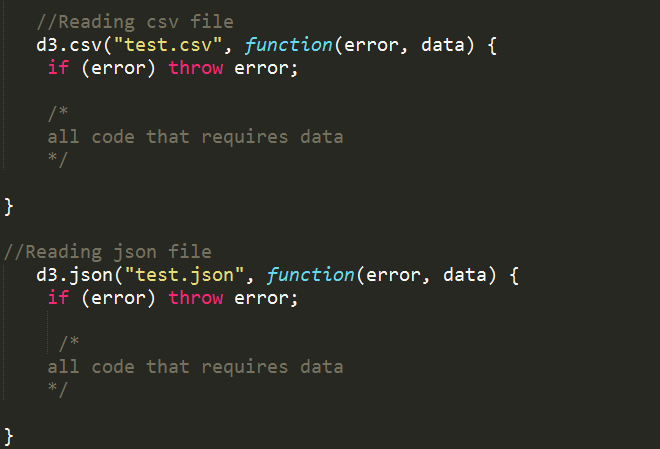 //Reading csv file
d3.csv("test.csv", function(error, data) {
if (error) throw error;
/*
all code that requires data
*/
}
//Reading json file
d3.json("test.json", function(error, data) {
if (error) throw error;
/*
all code that requires data
*/
}